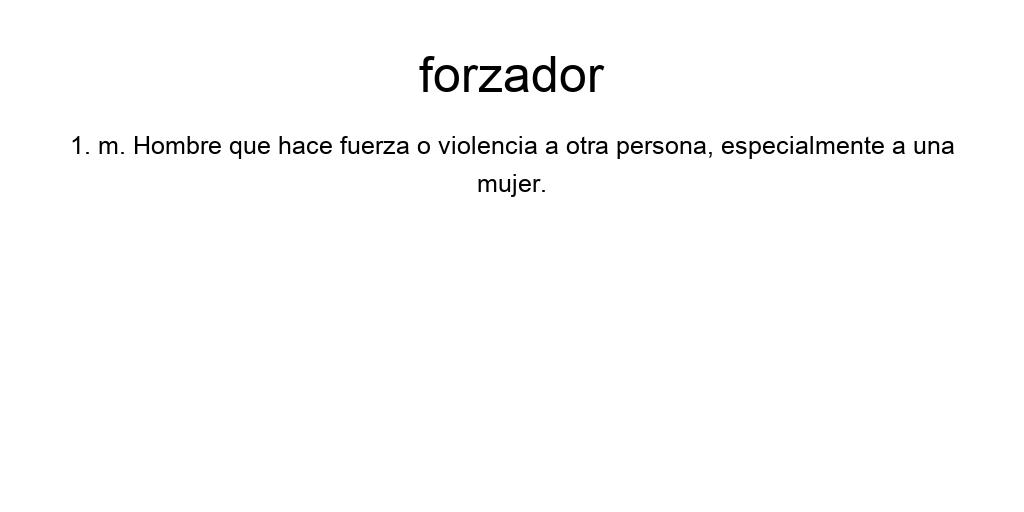 forzador
1. m. Hombre que hace fuerza o violencia a otra persona, especialmente a una
mujer.